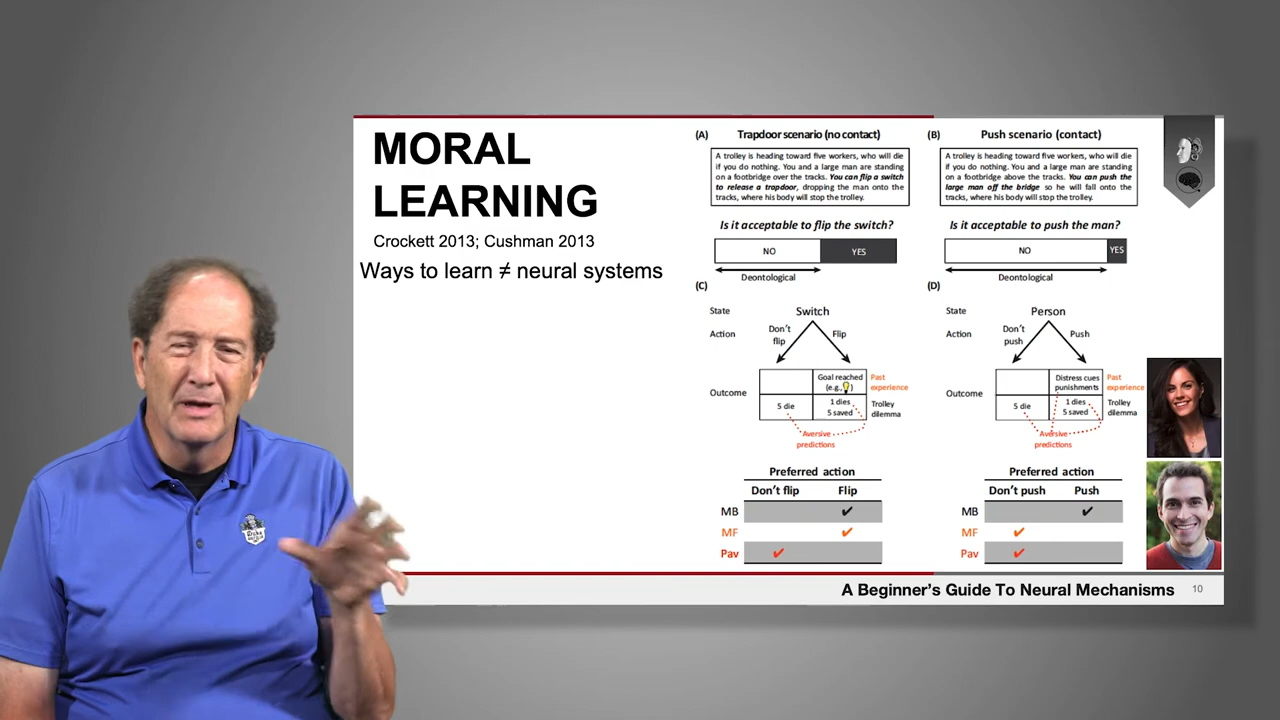 MORAL
LEARNING
Crockett 2013; Cushman 2013
Ways to learn ≠ neural systems
(A) Trapdoor scenario (no contact)
A trolley is heading toward five workers, who will die
if you do nothing. You and a large man are standing
on a footbridge over the tracks. You can flip a switch
to release a trapdoor, dropping the man onto the
tracks, where his body will stop the trolley.
Is it acceptable to flip the switch?
NO YES
Deontological
(B) Push scenario (contact)
A trolley is heading toward five workers, who will die
if you do nothing. You and a large man are standing
on a footbridge above the tracks. You can push the
large man off the bridge so he will fall onto the
tracks, where his body will stop the trolley.
Is it acceptable to push the man?
NO YES
Deontological
(C)
State Switch
Action Don't flip Flip
Outcome
Goal reached
(e.g., )
Past
experience
5 die
1 dies
5 saved
Trolley
dilemma
Aversive
predictions
Preferred action
Don't flip Flip
MB ✔
MF ✔
Pav ✔
(D)
State Person
Action Don't push Push
Outcome
Distress cues
punishments
Past
experience
5 die
1 dies
5 saved
Trolley
dilemma
Aversive
predictions
Preferred action
Don't push Push
MB ✔
MF ✔
Pav ✔
Duke
A Beginner's Guide To Neural Mechanisms 10